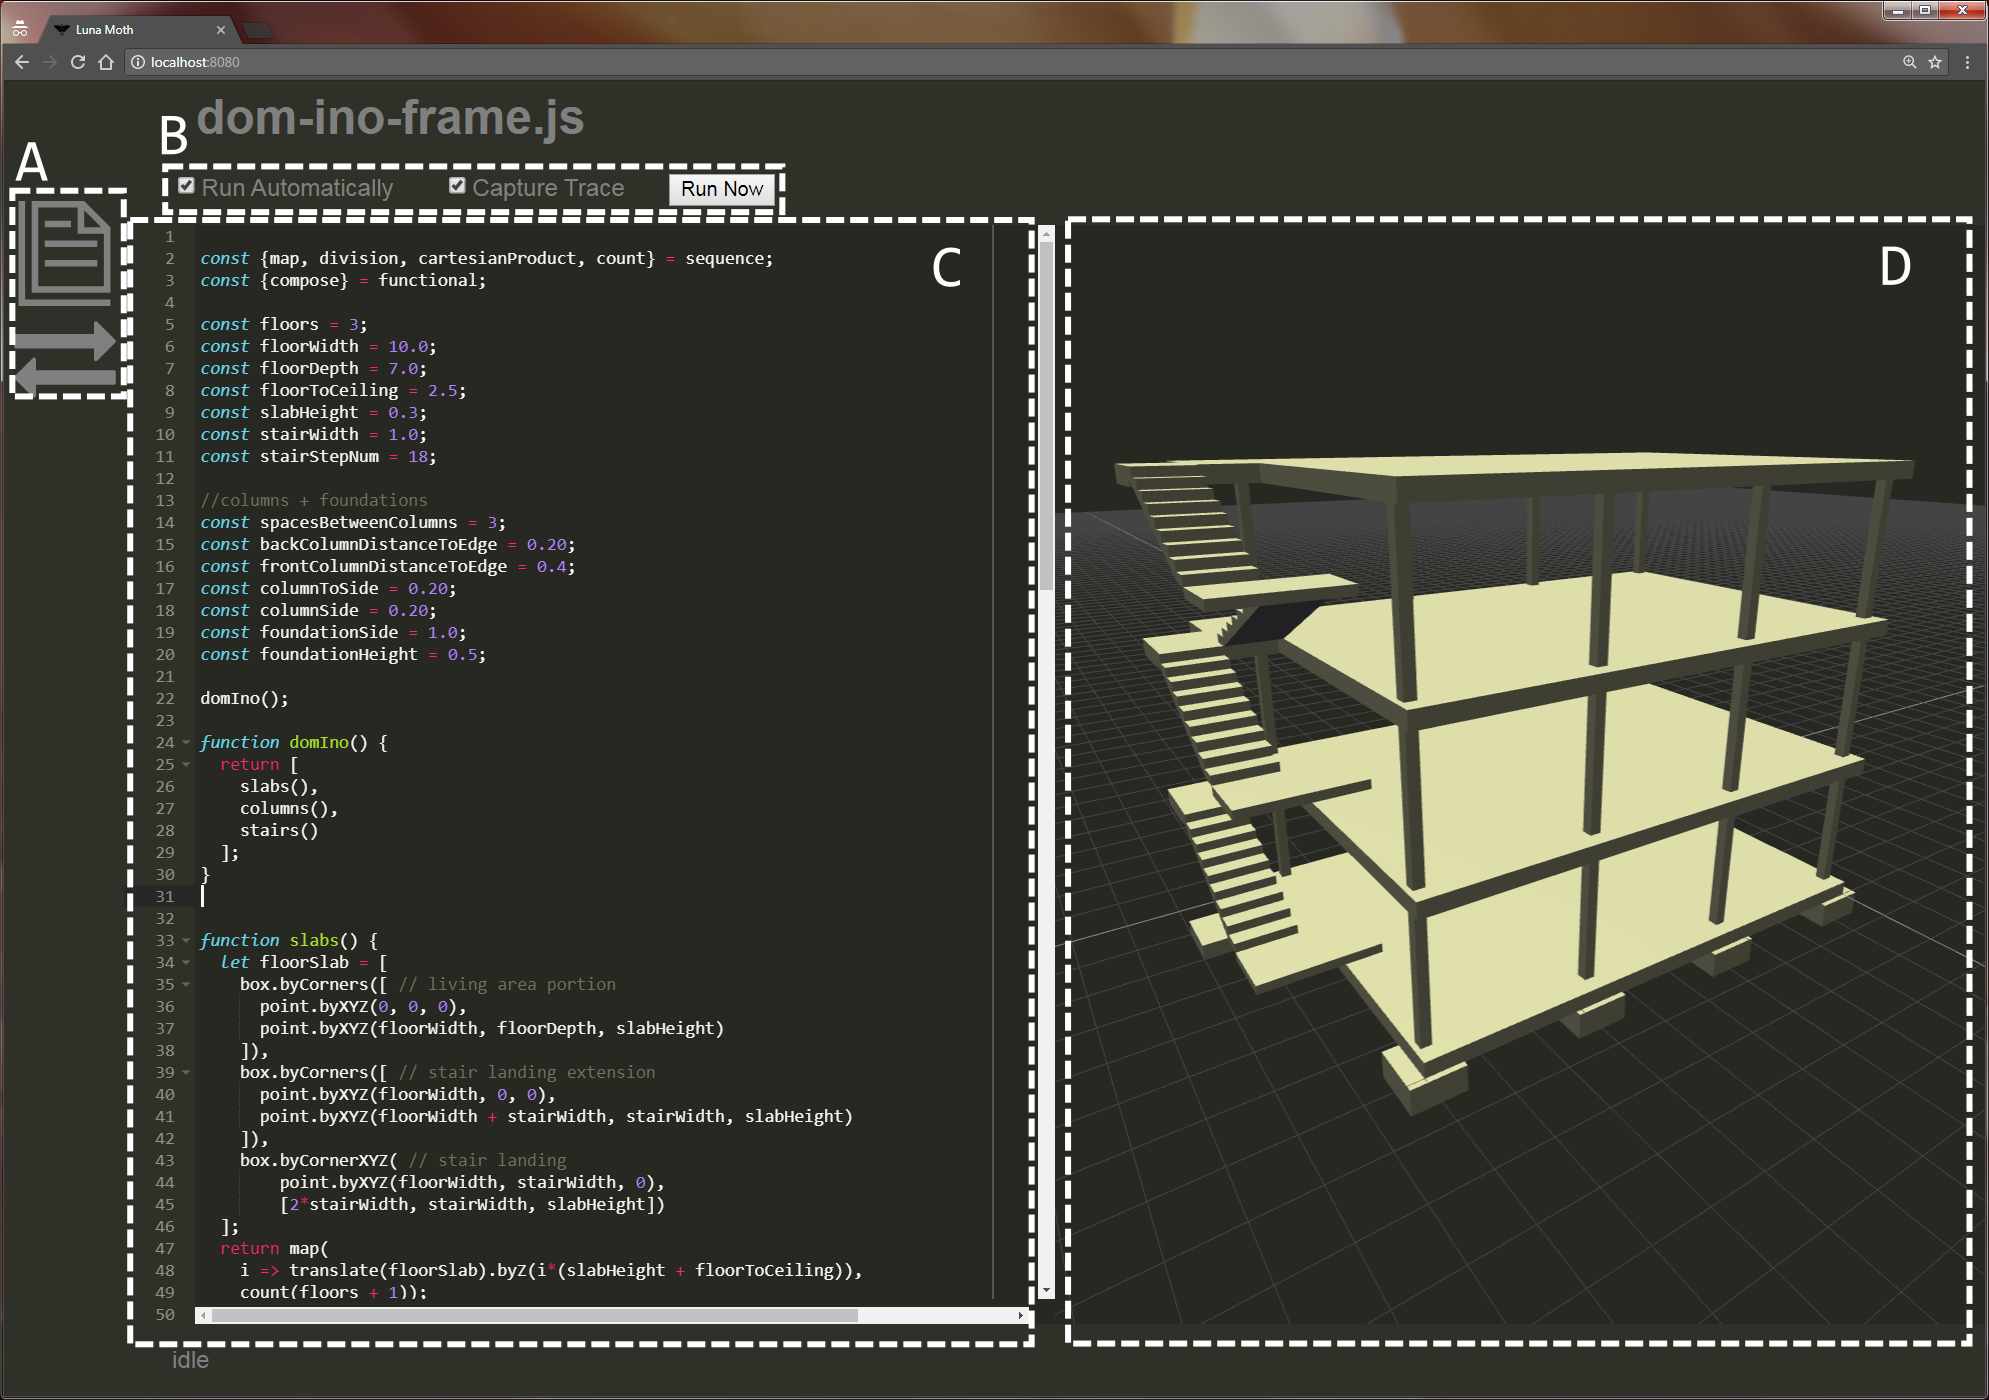 Luna Moth
localhost:8080
dom-ino-frame.js
A
B
Run Automatically
Capture Trace
Run Now
C
D
1
2 const {map, division, cartesianProduct, count} = sequence;
3 const {compose} = functional;
4
5 const floors = 3;
6 const floorWidth = 10.0;
7 const floorDepth = 7.0;
8 const floorToCeiling = 2.5;
9 const slabHeight = 0.3;
10 const stairWidth = 1.0;
11 const stairStepNum = 18;
12
13 //columns + foundations
14 const spacesBetweenColumns = 3;
15 const backColumnDistanceToEdge = 0.20;
16 const frontColumnDistanceToEdge = 0.4;
17 const columnToSide = 0.20;
18 const columnSide = 0.20;
19 const foundationSide = 1.0;
20 const foundationHeight = 0.5;
21
22 domIno();
23
24 function domIno() {
25 return [
26 slabs(),
27 columns(),
28 stairs()
29 ];
30 }
31
32
33 function slabs() {
34 let floorSlab = [
35 box.byCorners([ // living area portion
36 point.byXYZ(0, 0, 0),
37 point.byXYZ(floorWidth, floorDepth, slabHeight)
38 ]),
39 box.byCorners([ // stair landing extension
40 point.byXYZ(floorWidth, 0, 0),
41 point.byXYZ(floorWidth + stairWidth, stairWidth, slabHeight)
42 ]),
43 box.byCornerXYZ( // stair landing
44 point.byXYZ(floorWidth, stairWidth, 0),
45 [2*stairWidth, stairWidth, slabHeight])
46 ];
47 return map(
48 i => translate(floorSlab).byZ(i*(slabHeight + floorToCeiling)),
49 count(floors + 1));
50
idle